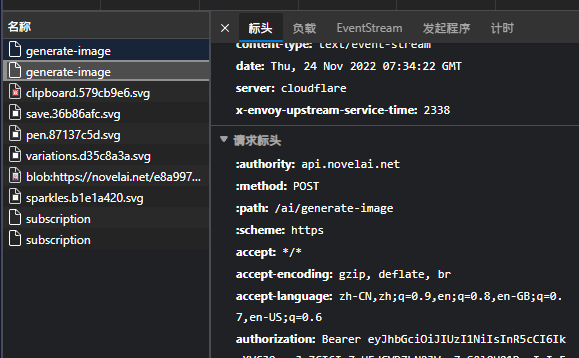 名称
generate-image
generate-image
clipboard.579cb9e6.svg
save.36b86afc.svg
pen.87137c5d.svg
variations.d35c8a3a.svg
blob:https://novelai.net/e8a997...
sparkles.b1e1a420.svg
subscription
subscription
标头 负载 EventStream 发起程序 计时
content-type: text/event-stream
date: Thu, 24 Nov 2022 07:34:22 GMT
server: cloudflare
x-envoy-upstream-service-time: 2338
请求标头
:authority: api.novelai.net
:method: POST
:path: /ai/generate-image
:scheme: https
accept: */*
accept-encoding: gzip, deflate, br
accept-language: zh-CN,zh;q=0.9,en;q=0.8,en-GB;q=0.
7,en-US;q=0.6
authorization: Bearer eyJhbGciOiJIUzI1NiIsInR5cCI6Ik